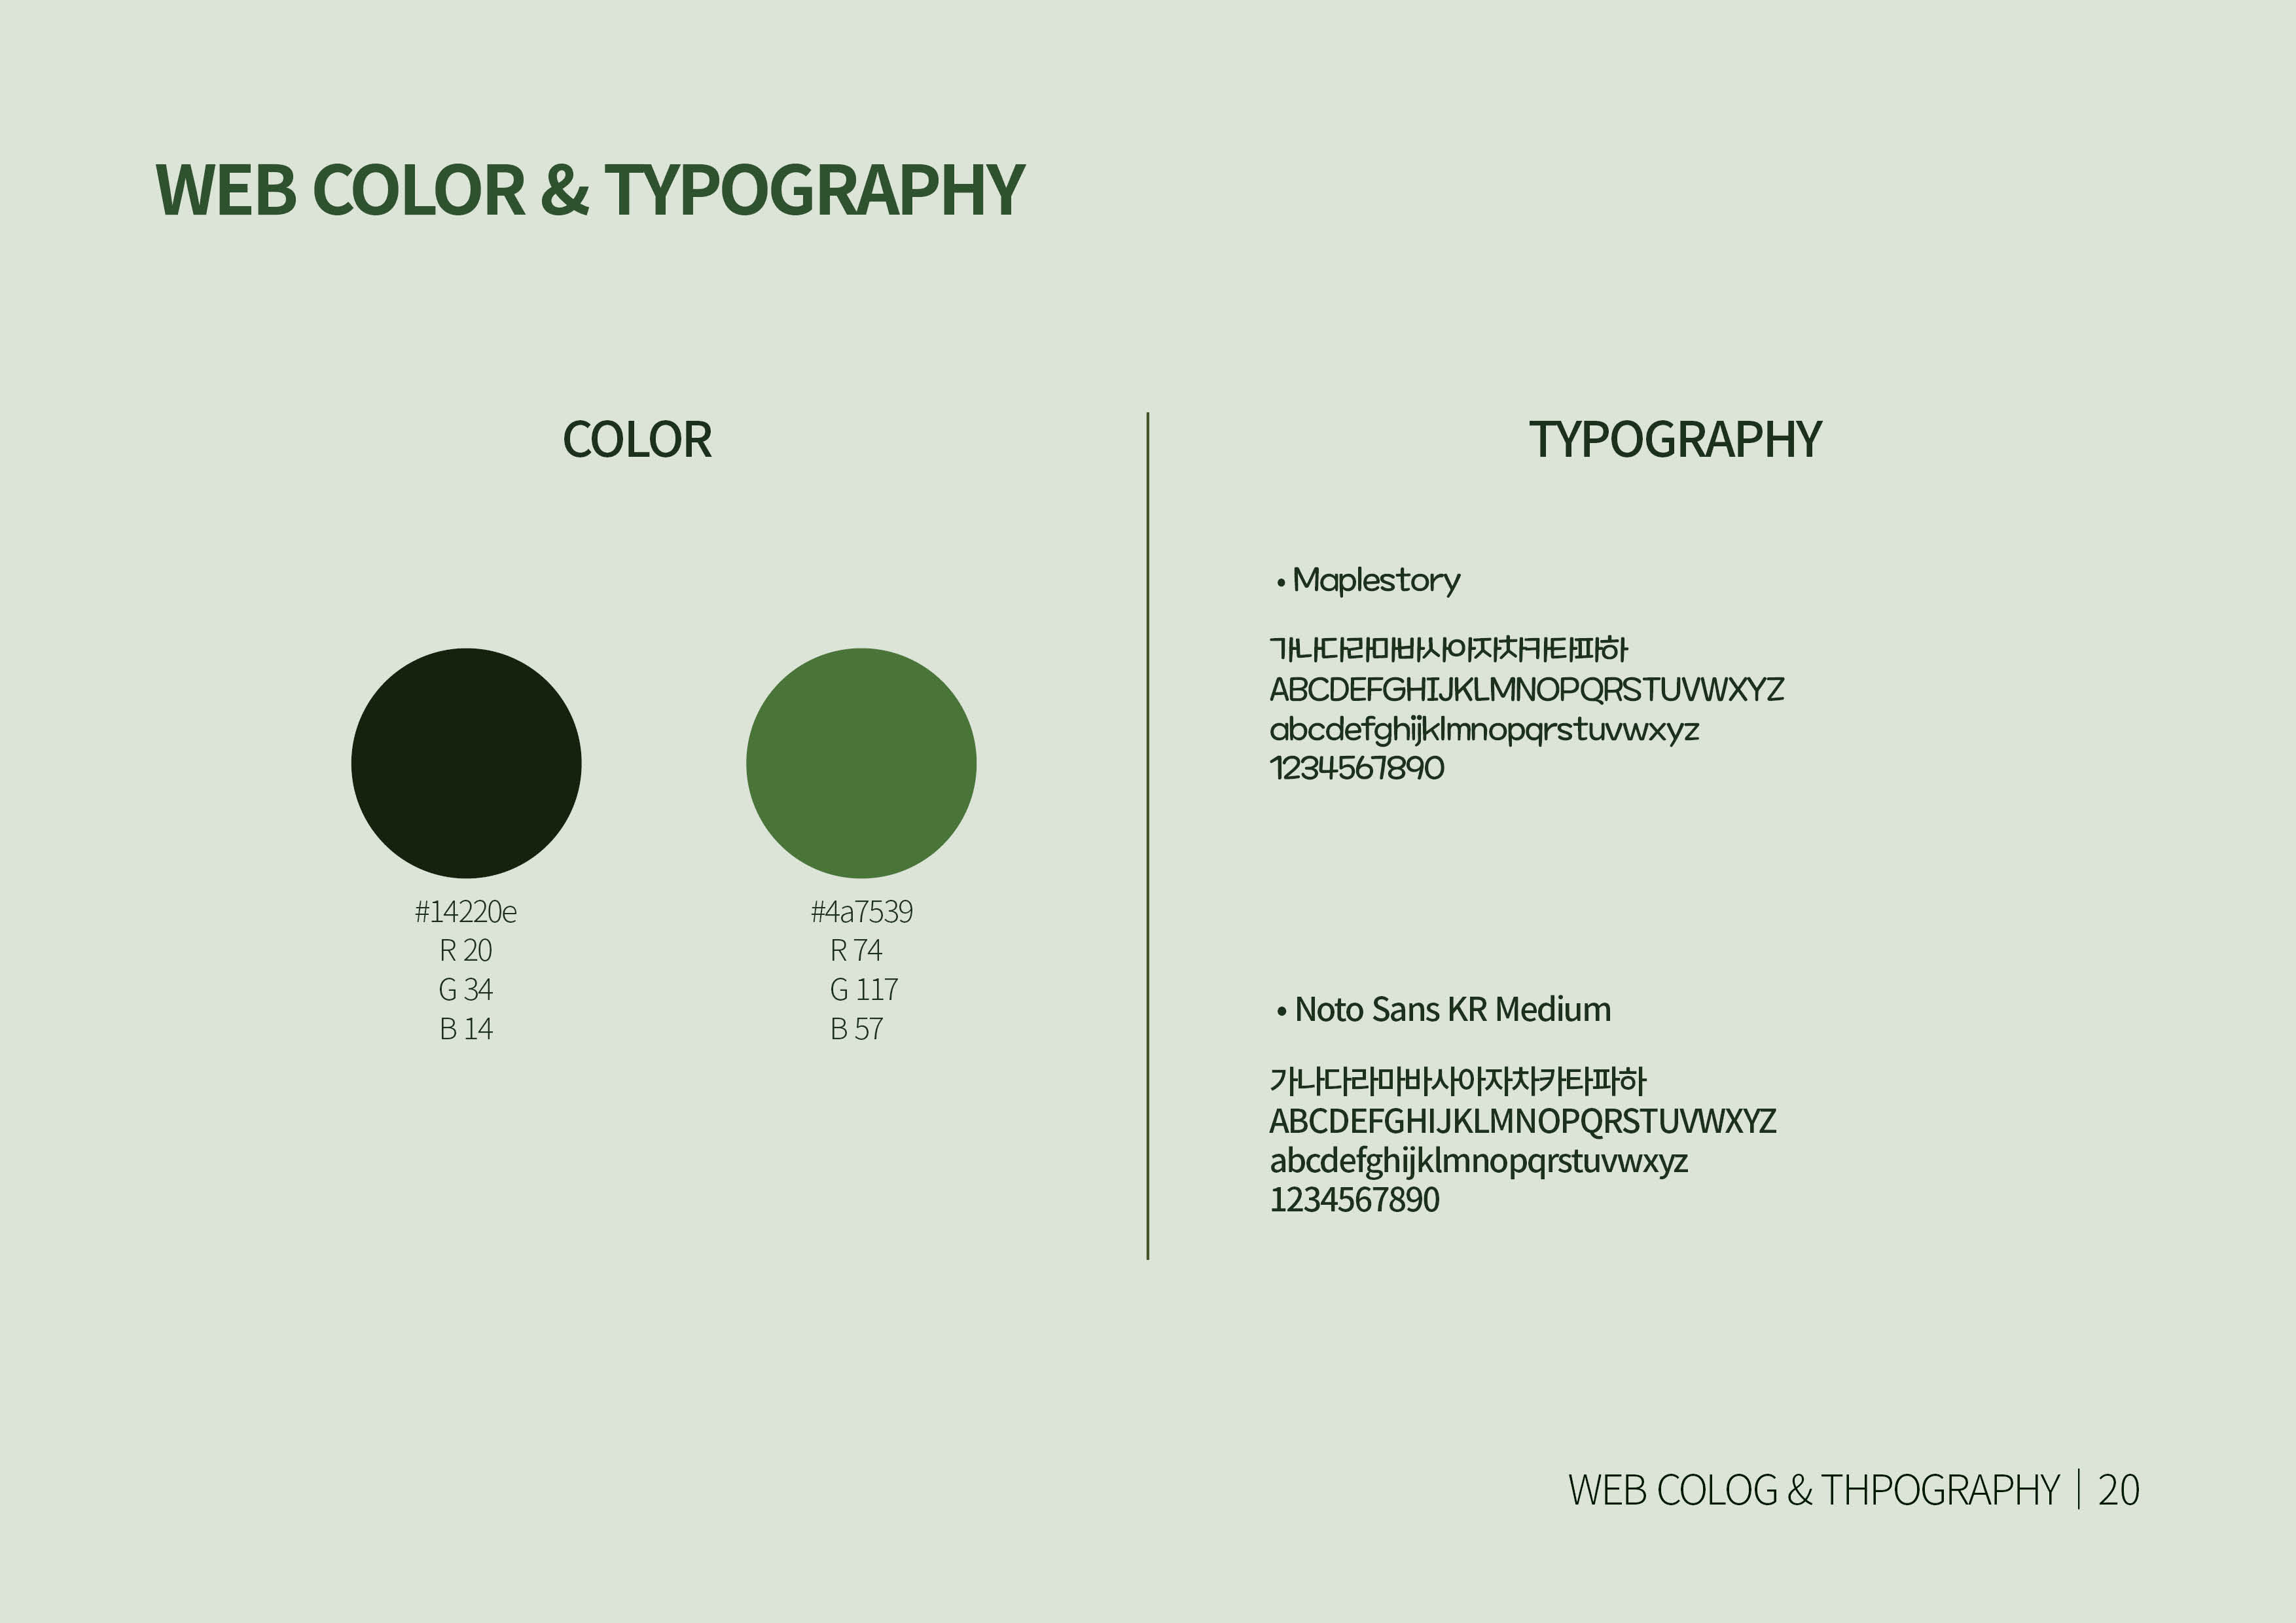 WEB COLOR & TYPOGRAPHY
COLOR
#14220e
R 20
G 34
B 14
#4a7539
R 74
G 117
B 57
TYPOGRAPHY
• Maplestory
가나다라마바사아자차카타파하
ABCDEFGHIJKLMNOPQRSTUVWXYZ
abcdefghijklmnopqrstuvwxyz
1234567890
• Noto Sans KR Medium
가나다라마바사아자차카타파하
ABCDEFGHIJKLMNOPQRSTUVWXYZ
abcdefghijklmnopqrstuvwxyz
1234567890
WEB COLOG & THPOGRAPHY | 20